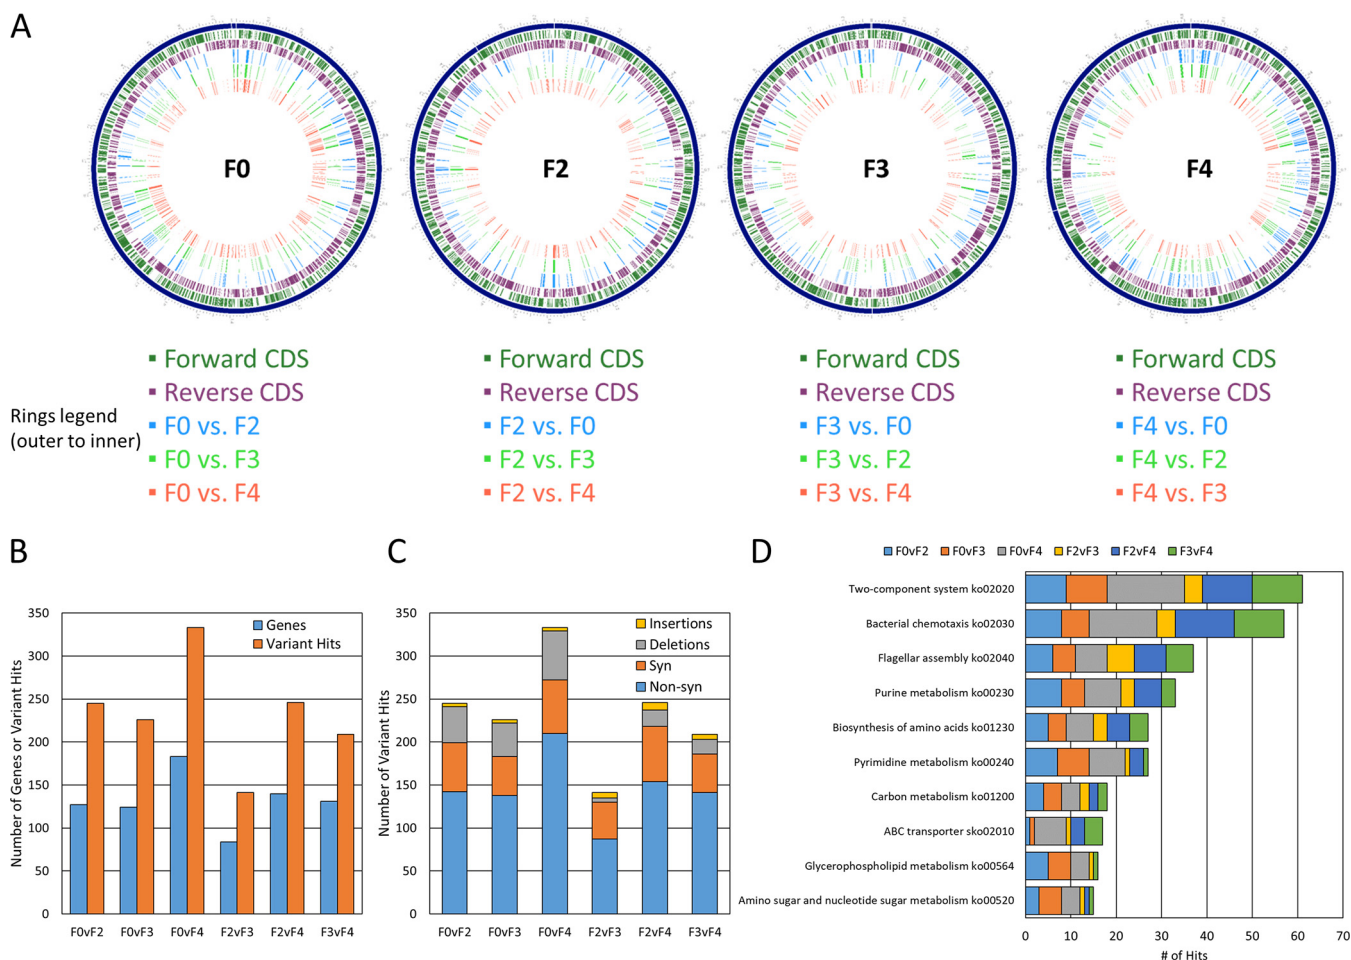 A
F0
F2
F3
F4
Rings legend
(outer to inner)
Forward CDS
Reverse CDS
F0 vs. F2
F0 vs. F3
F0 vs. F4
Forward CDS
Reverse CDS
F2 vs. F0
F2 vs. F3
F2 vs. F4
Forward CDS
Reverse CDS
F3 vs. F0
F3 vs. F2
F3 vs. F4
Forward CDS
Reverse CDS
F4 vs. F0
F4 vs. F2
F4 vs. F3
B
Number of Genes or Variant Hits
350
300
250
200
150
100
50
0
Genes
Variant Hits
F0vF2 F0vF3 F0vF4 F2vF3 F2vF4 F3vF4
C
Number of Variant Hits
350
300
250
200
150
100
50
0
Insertions
Deletions
Syn
Non-syn
F0vF2 F0vF3 F0vF4 F2vF3 F2vF4 F3vF4
D
F0vF2 F0vF3 F0vF4 F2vF3 F2vF4 F3vF4
Two-component system ko02020
Bacterial chemotaxis ko02030
Flagellar assembly ko02040
Purine metabolism ko00230
Biosynthesis of amino acids ko01230
Pyrimidine metabolism ko00240
Carbon metabolism ko01200
ABC transporter sko02010
Glycerophospholipid metabolism ko00564
Amino sugar and nucleotide sugar metabolism ko00520
0 10 20 30 40 50 60 70
# of Hits